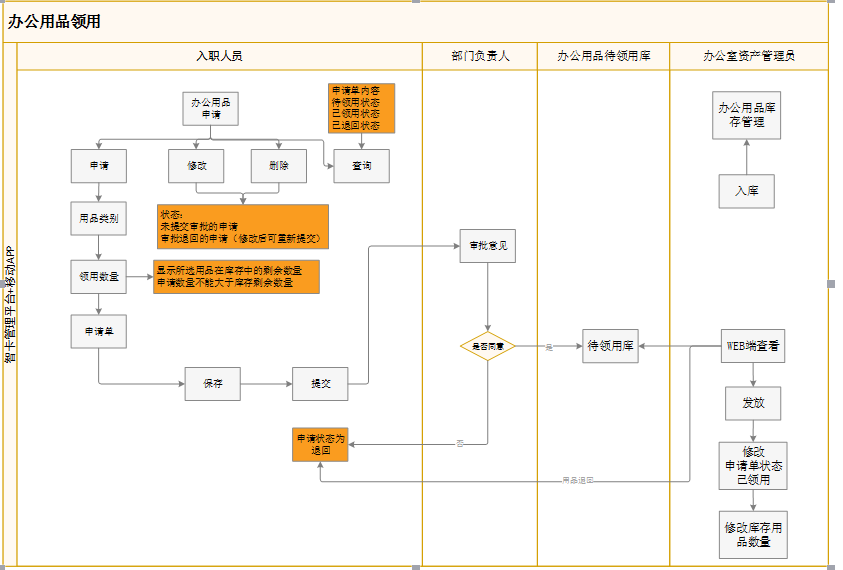 办公用品领用
入职人员
部门负责人
办公用品待领用库
办公室资产管理员
智卡管理平台+移动APP
办公用品
申请
申请单内容
待领用状态
已领用状态
已退回状态
申请
修改
删除
查询
用品类别
状态：
未提交审批的申请
审批退回的申请（修改后可重新提交）
领用数量
显示所选用品在库存中的剩余数量
申请数量不能大于库存剩余数量
申请单
保存
提交
申请状态为
退回
审批意见
是否同意
是
否
待领用库
用品退回
办公用品库
存管理
入库
WEB端查看
发放
修改
申请单状态
已领用
修改库存用
品数量